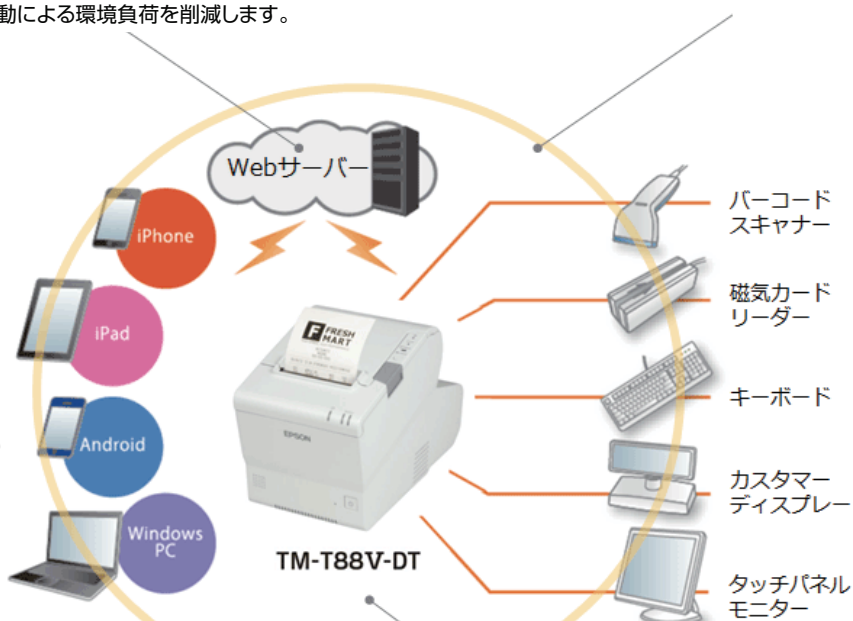 動による環境負荷を削減します。
Webサーバー
iPhone
iPad
Android
Windows
PC
FRESH
MART
EPSON
TM-T88V-DT
バーコード
スキャナー
磁気カード
リーダー
キーボード
カスタマー
ディスプレー
タッチパネル
モニター